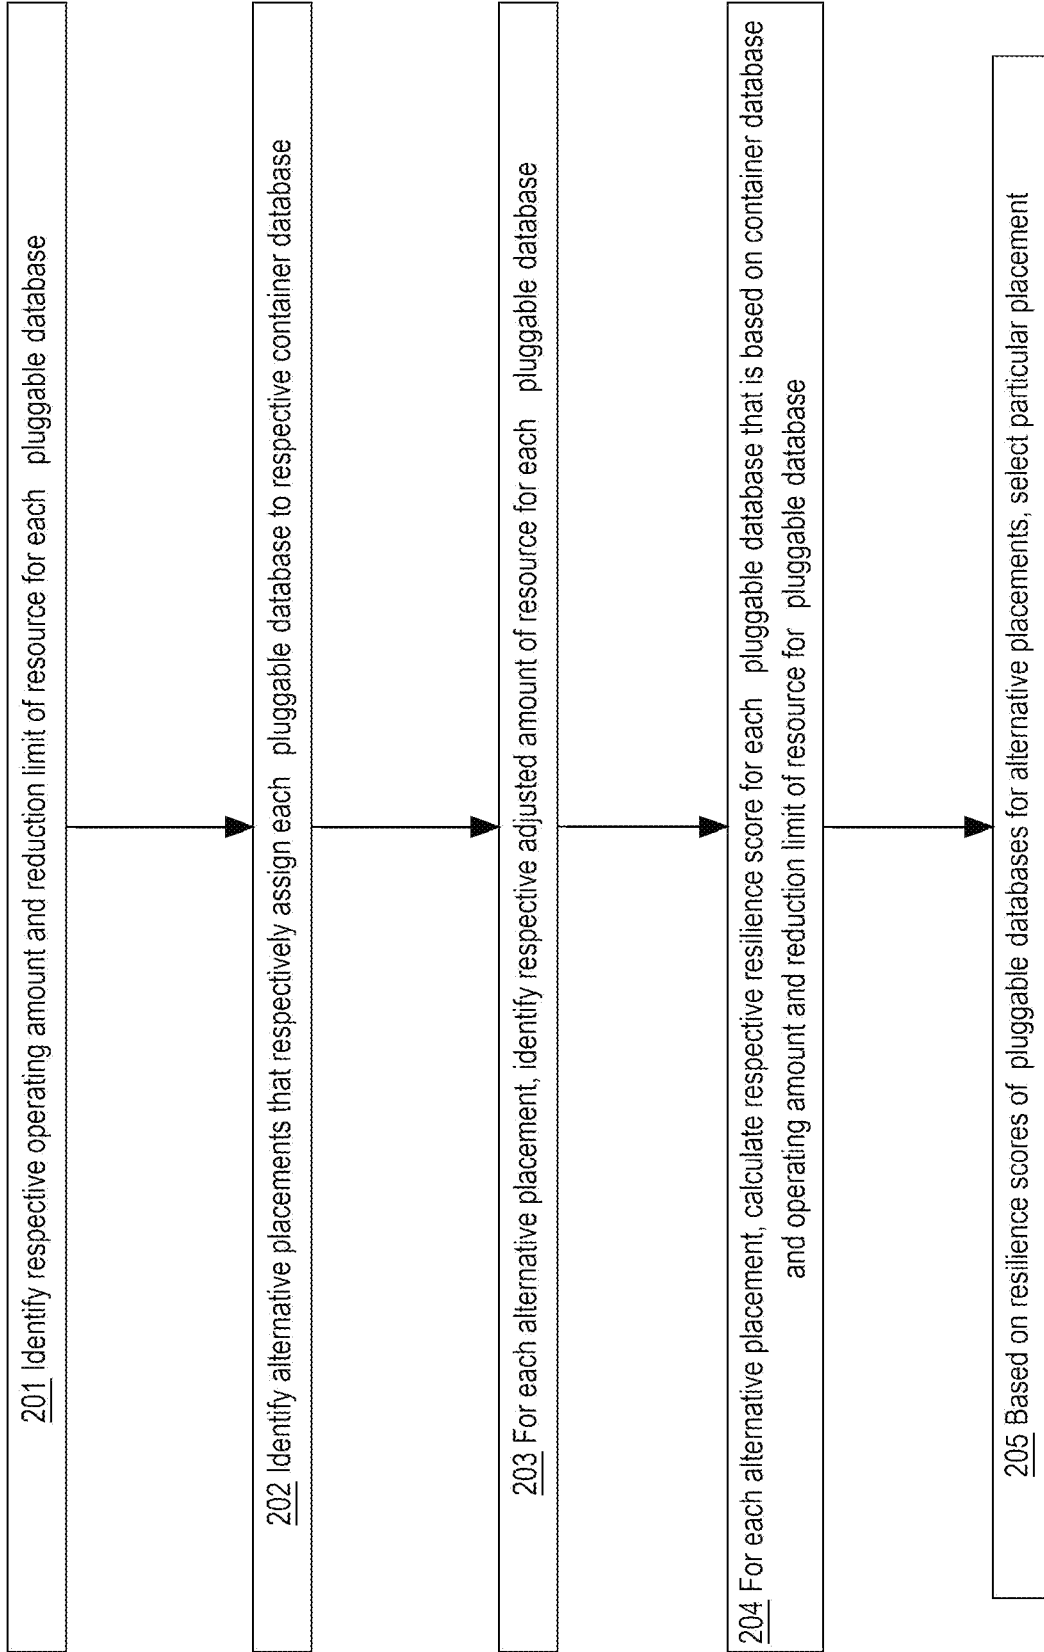 201 Identify respective operating amount and reduction limit of resource for each pluggable database
202 Identify alternative placements that respectively assign each pluggable database to respective container database
203 For each alternative placement, identify respective adjusted amount of resource for each pluggable database
204 For each alternative placement, calculate respective resilience score for each pluggable database that is based on container database
and operating amount and reduction limit of resource for pluggable database
205 Based on resilience scores of pluggable databases for alternative placements, select particular placement